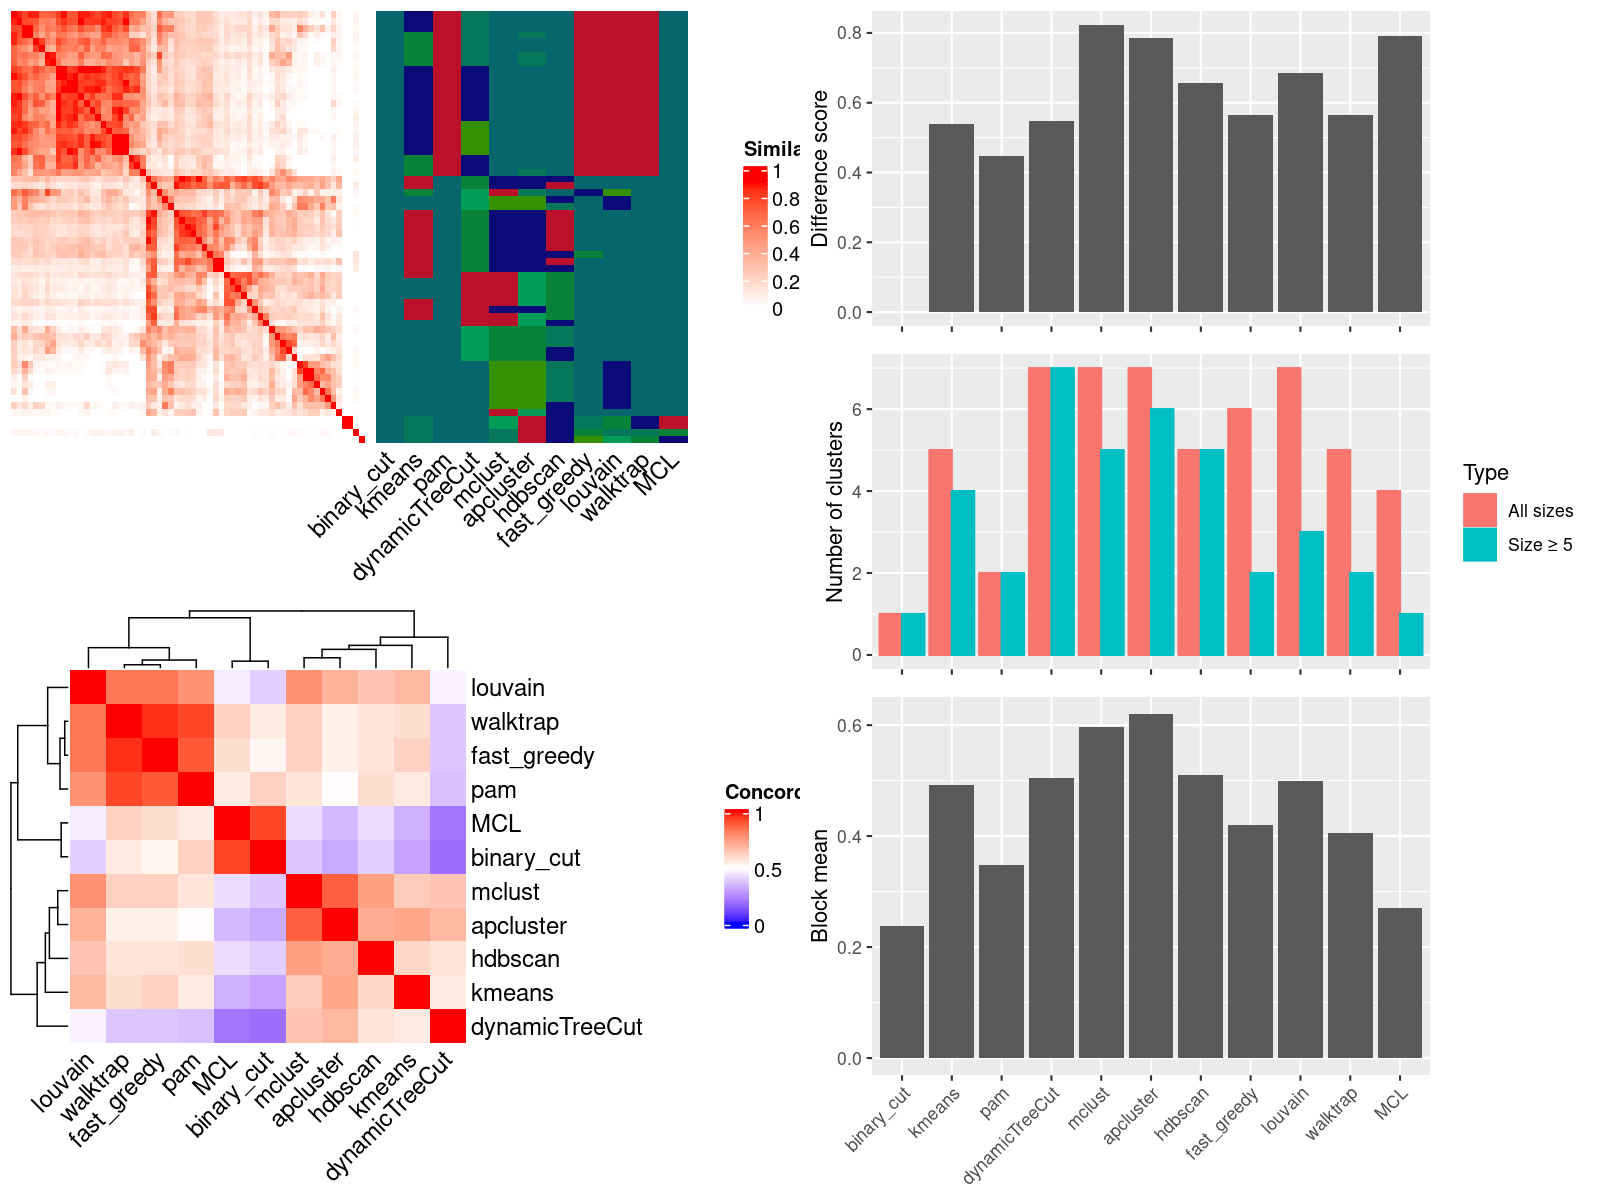 Simila
1
0.8
0.6
0.4
0.2
0
binary_cut
kmeans
pam
dynamicTreeCut
mclust
apcluster
hdbscan
fast_greedy
louvain
walktrap
MCL
louvain
walktrap
fast_greedy
pam
MCL
binary_cut
mclust
apcluster
hdbscan
kmeans
dynamicTreeCut
louvain
walktrap
fast_greedy
pam
MCL
binary_cut
mclust
apcluster
hdbscan
kmeans
dynamicTreeCut
Concord
1
0.5
0
Difference score
0.8
0.6
0.4
0.2
0.0
Number of clusters
6
4
2
0
Type
All sizes
Size ≥ 5
Block mean
0.6
0.4
0.2
0.0
binary_cut
kmeans
pam
dynamicTreeCut
mclust
apcluster
hdbscan
fast_greedy
louvain
walktrap
MCL